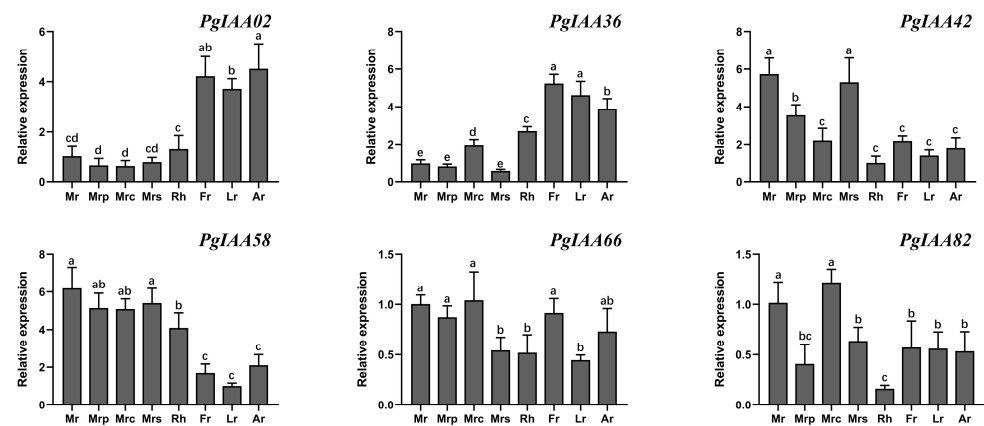 PgIAA02
Relative expression
6
4
2
0
cd
d
d
cd
c
ab
b
a
Mr Mrp Mrc Mrs Rh Fr Lr Ar
PgIAA36
Relative expression
8
6
4
2
0
e
e
d
e
c
a
a
b
Mr Mrp Mrc Mrs Rh Fr Lr Ar
PgIAA42
Relative expression
8
6
4
2
0
a
b
c
a
c
c
c
c
Mr Mrp Mrc Mrs Rh Fr Lr Ar
PgIAA58
Relative expression
8
6
4
2
0
a
ab
ab
a
b
c
c
c
Mr Mrp Mrc Mrs Rh Fr Lr Ar
PgIAA66
Relative expression
1.5
1.0
0.5
0.0
a
a
a
b
b
a
b
ab
Mr Mrp Mrc Mrs Rh Fr Lr Ar
PgIAA82
Relative expression
1.5
1.0
0.5
0.0
a
bc
a
b
c
b
b
b
Mr Mrp Mrc Mrs Rh Fr Lr Ar